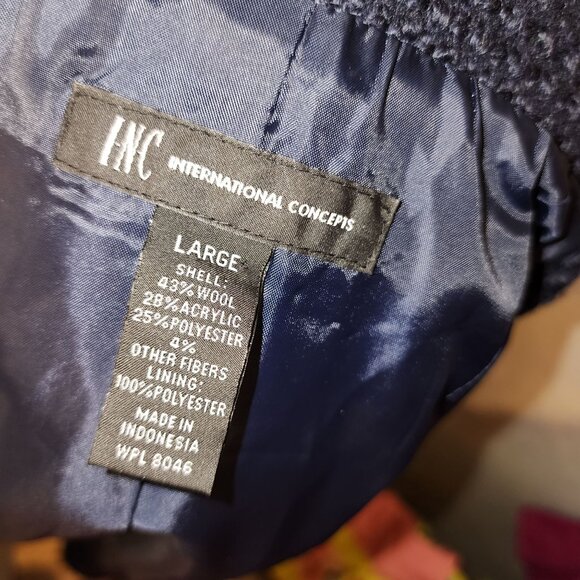 I·N·C INTERNATIONAL CONCEPTS
LARGE
SHELL:
43%WOOL
28%ACRYLIC
25%POLYESTER
4%
OTHER FIBERS
LINING:
100%POLYESTER
MADE IN
INDONESIA
WPL 8046